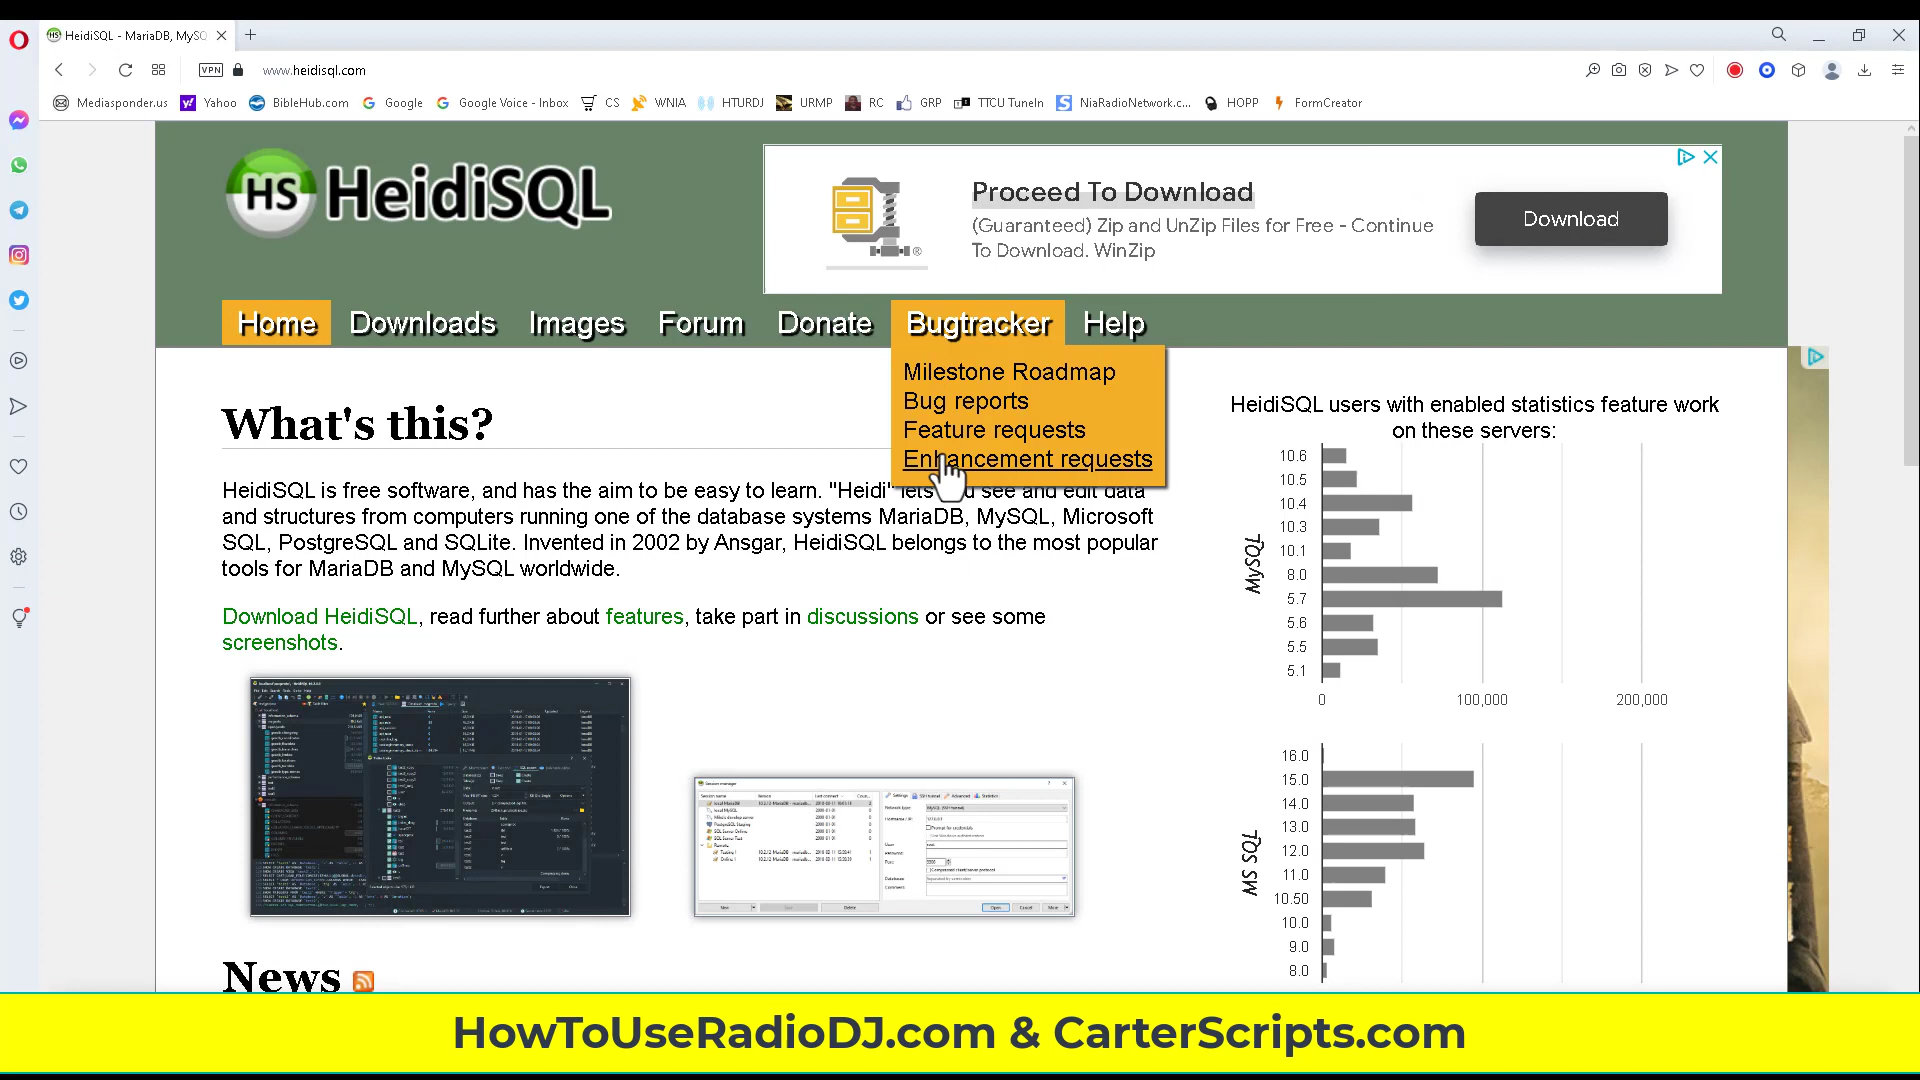 HeidiSQL - MariaDB, MySQ
VPN
www.heidisql.com
Mediasponder.us
Yahoo
BibleHub.com
Google
Google Voice - Inbox
CS
WNIA
HTURDJ
URMP
RC
GRP
TTCU TuneIn
NiaRadioNetwork.c...
HOPP
FormCreator
HS HeidiSQL
Proceed To Download
(Guaranteed) Zip and UnZip Files for Free - Continue
To Download. WinZip
Download
Home
Downloads
Images
Forum
Donate
Bugtracker
Help
Milestone Roadmap
Bug reports
Feature requests
Enhancement requests
What's this?
HeidiSQL is free software, and has the aim to be easy to learn. "Heidi" lets you see and edit data
and structures from computers running one of the database systems MariaDB, MySQL, Microsoft
SQL, PostgreSQL and SQLite. Invented in 2002 by Ansgar, HeidiSQL belongs to the most popular
tools for MariaDB and MySQL worldwide.
Download HeidiSQL, read further about features, take part in discussions or see some
screenshots.
HeidiSQL users with enabled statistics feature work
on these servers:
MySQL
10.6
10.5
10.4
10.3
10.1
8.0
5.7
5.6
5.5
5.1
0
100,000
200,000
MS SQL
16.0
15.0
14.0
13.0
12.0
11.0
10.50
10.0
9.0
8.0
Session manager
News
HowToUseRadioDJ.com & CarterScripts.com